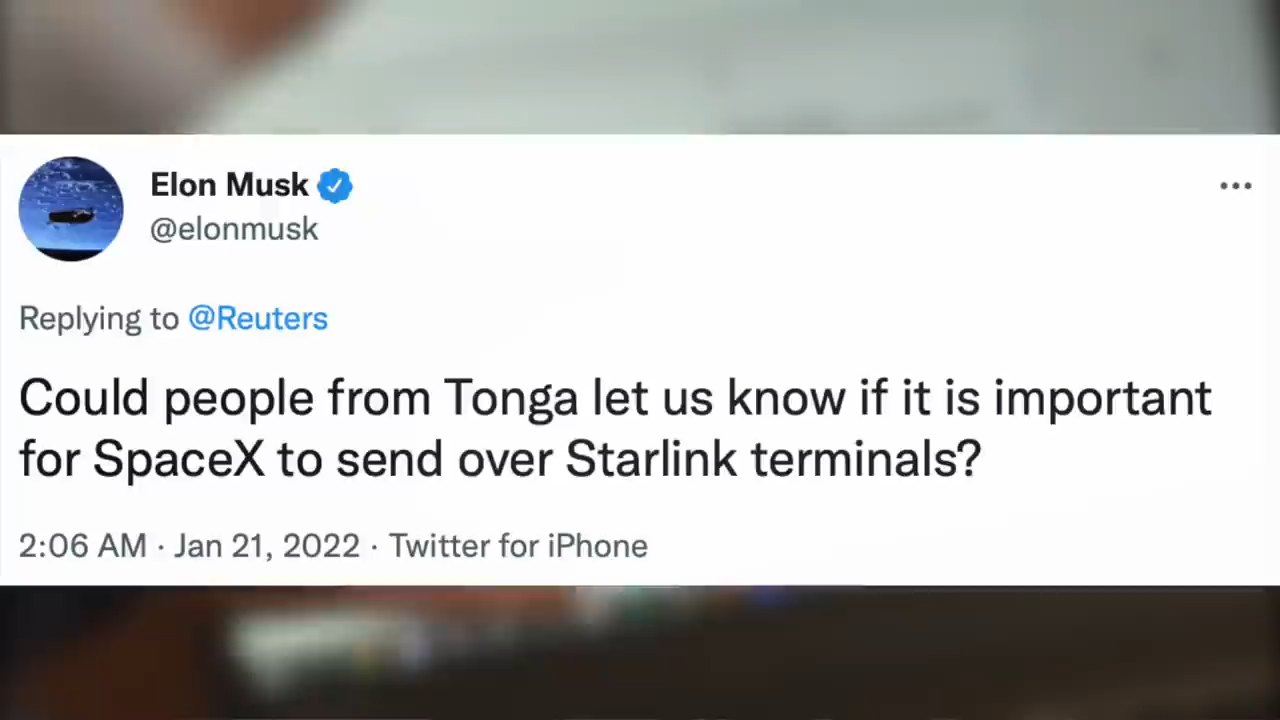 Elon Musk
@elonmusk
Replying to @Reuters
Could people from Tonga let us know if it is important
for SpaceX to send over Starlink terminals?
2:06 AM · Jan 21, 2022 · Twitter for iPhone